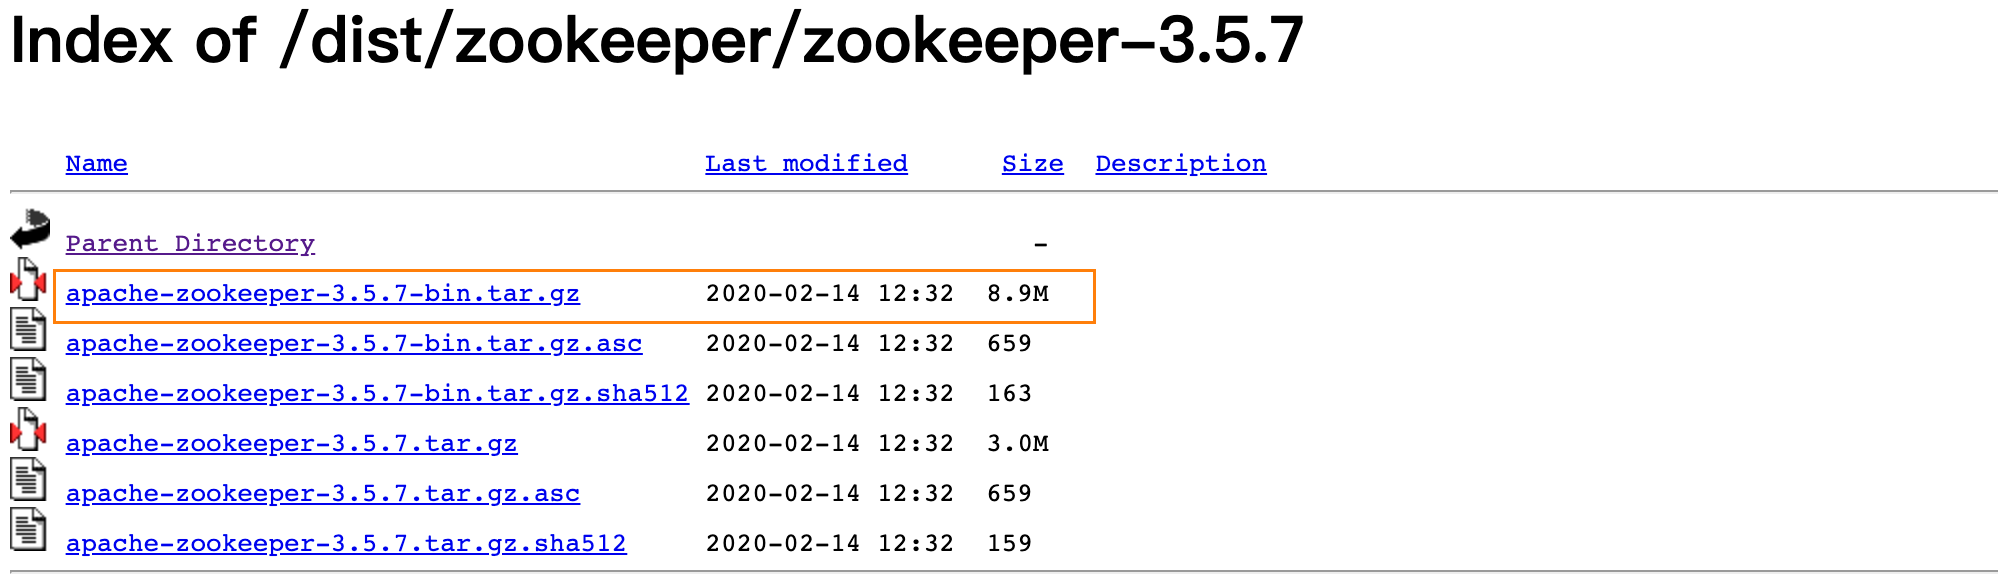 Index of /dist/zookeeper/zookeeper-3.5.7
Name Last modified Size Description
Parent Directory -
apache-zookeeper-3.5.7-bin.tar.gz 2020-02-14 12:32 8.9M
apache-zookeeper-3.5.7-bin.tar.gz.asc 2020-02-14 12:32 659
apache-zookeeper-3.5.7-bin.tar.gz.sha512 2020-02-14 12:32 163
apache-zookeeper-3.5.7.tar.gz 2020-02-14 12:32 3.0M
apache-zookeeper-3.5.7.tar.gz.asc 2020-02-14 12:32 659
apache-zookeeper-3.5.7.tar.gz.sha512 2020-02-14 12:32 159